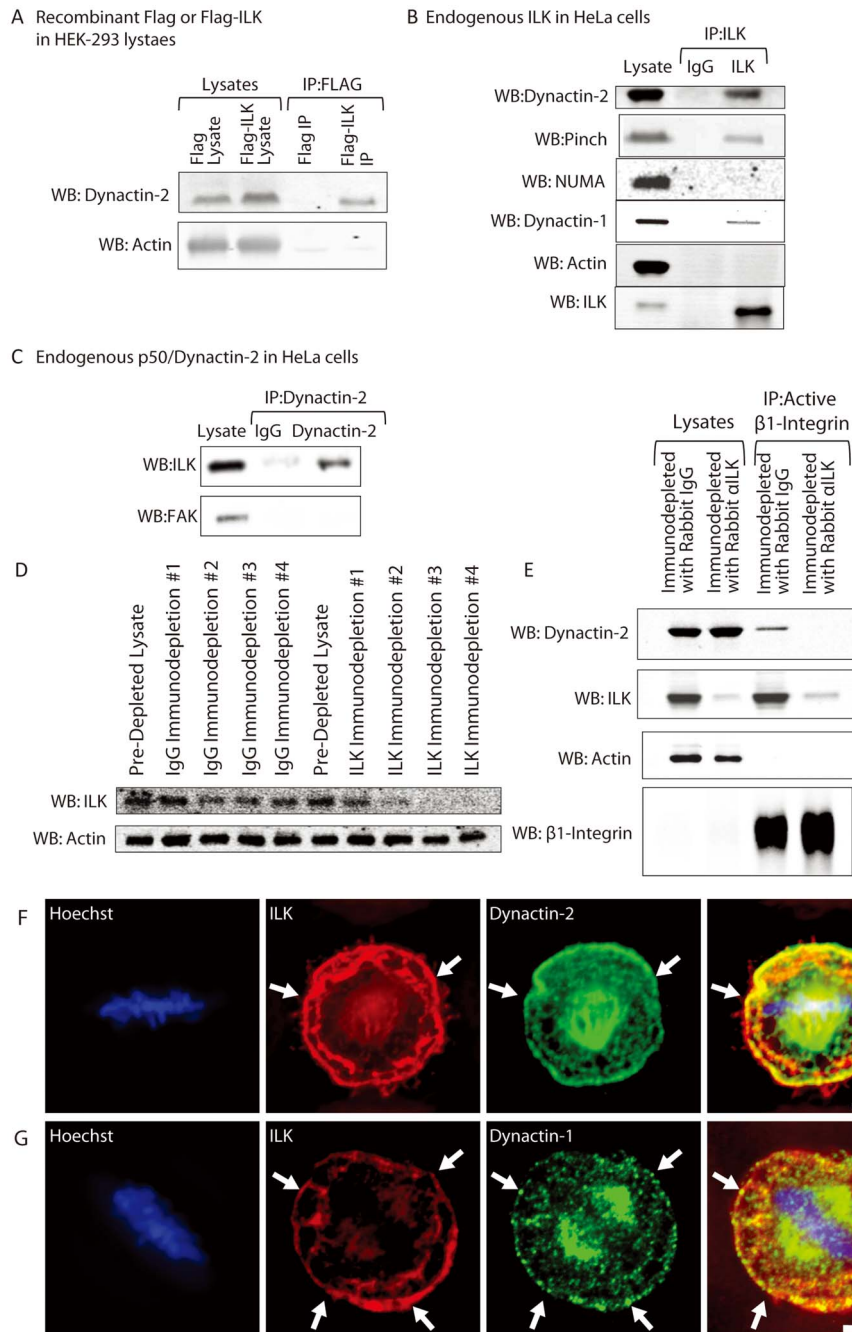 A Recombinant Flag or Flag-ILK
in HEK-293 lystaes
Lysates
IP:FLAG
Flag
Lysate
Flag-ILK
Lysate
Flag IP
Flag-ILK
IP
WB: Dynactin-2
WB: Actin
B Endogenous ILK in HeLa cells
IP:ILK
Lysate IgG ILK
WB:Dynactin-2
WB:Pinch
WB: NUMA
WB: Dynactin-1
WB: Actin
WB: ILK
C Endogenous p50/Dynactin-2 in HeLa cells
IP:Dynactin-2
Lysate IgG Dynactin-2
WB:ILK
WB:FAK
D
Pre-Depleted Lysate
IgG Immunodepletion #1
IgG Immunodepletion #2
IgG Immunodepletion #3
IgG Immunodepletion #4
Pre-Depleted Lysate
ILK Immunodepletion #1
ILK Immunodepletion #2
ILK Immunodepletion #3
ILK Immunodepletion #4
WB: ILK
WB: Actin
E
Lysates
IP:Active
β1-Integrin
Immunodepleted
with Rabbit IgG
Immunodepleted
with Rabbit αILK
Immunodepleted
with Rabbit IgG
Immunodepleted
with Rabbit αILK
WB: Dynactin-2
WB: ILK
WB: Actin
WB: β1-Integrin
F
Hoechst
ILK
Dynactin-2
G
Hoechst
ILK
Dynactin-1